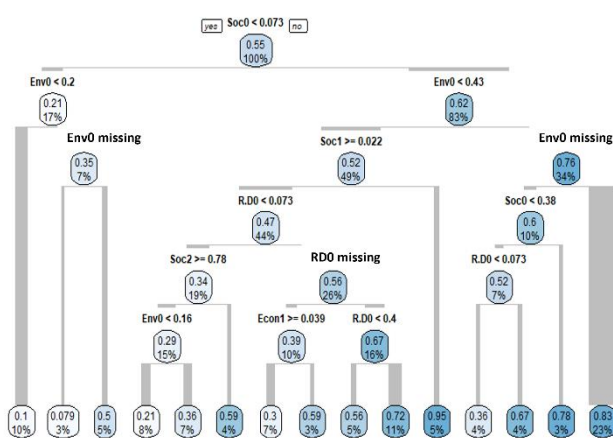 yes Soc0 < 0.073 no
0.55
100%
Env0 < 0.2 Env0 < 0.43
0.21 0.62
17% 83%
Env0 missing Soc1 >= 0.022 Env0 missing
0.35 0.52 0.76
7% 49% 34%
R.D0 < 0.073 Soc0 < 0.38
0.47 0.6
44% 10%
Soc2 >= 0.78 RD0 missing R.D0 < 0.073
0.34 0.56 0.52
19% 26% 7%
Env0 < 0.16 Econ1 >= 0.039 R.D0 < 0.4
0.29 0.39 0.67
15% 10% 16%
0.1 0.079 0.5 0.21 0.36 0.59 0.3 0.59 0.56 0.72 0.95 0.36 0.67 0.78 0.83
10% 3% 5% 8% 7% 4% 7% 3% 5% 11% 5% 4% 4% 3% 23%